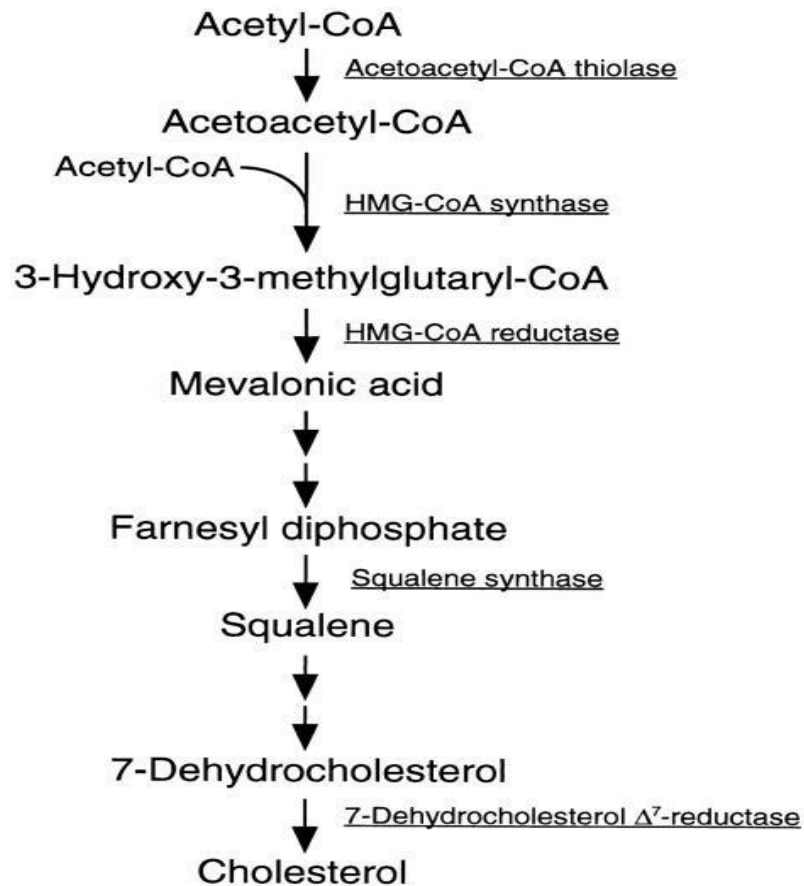 Acetyl-CoA
Acetoacetyl-CoA thiolase
Acetoacetyl-CoA
Acetyl-CoA
HMG-CoA synthase
3-Hydroxy-3-methylglutaryl-CoA
HMG-CoA reductase
Mevalonic acid
Farnesyl diphosphate
Squalene synthase
Squalene
7-Dehydrocholesterol
7-Dehydrocholesterol Δ⁷-reductase
Cholesterol